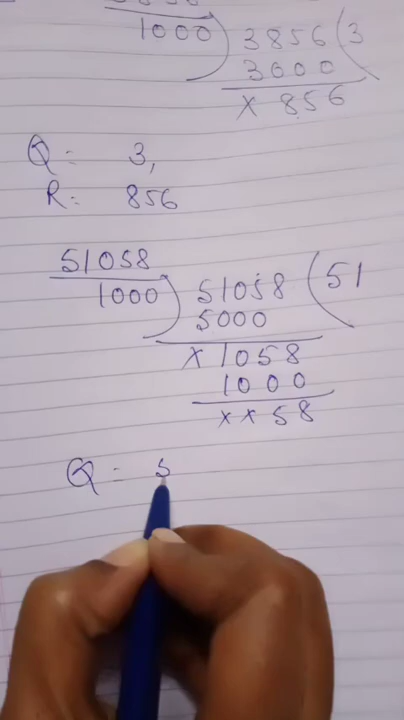 1000 ) 3856 ( 3
3000
× 856
Q = 3,
R = 856
51058
1000 ) 51058 ( 51
5000
× 1058
1000
× × 58
Q = 5